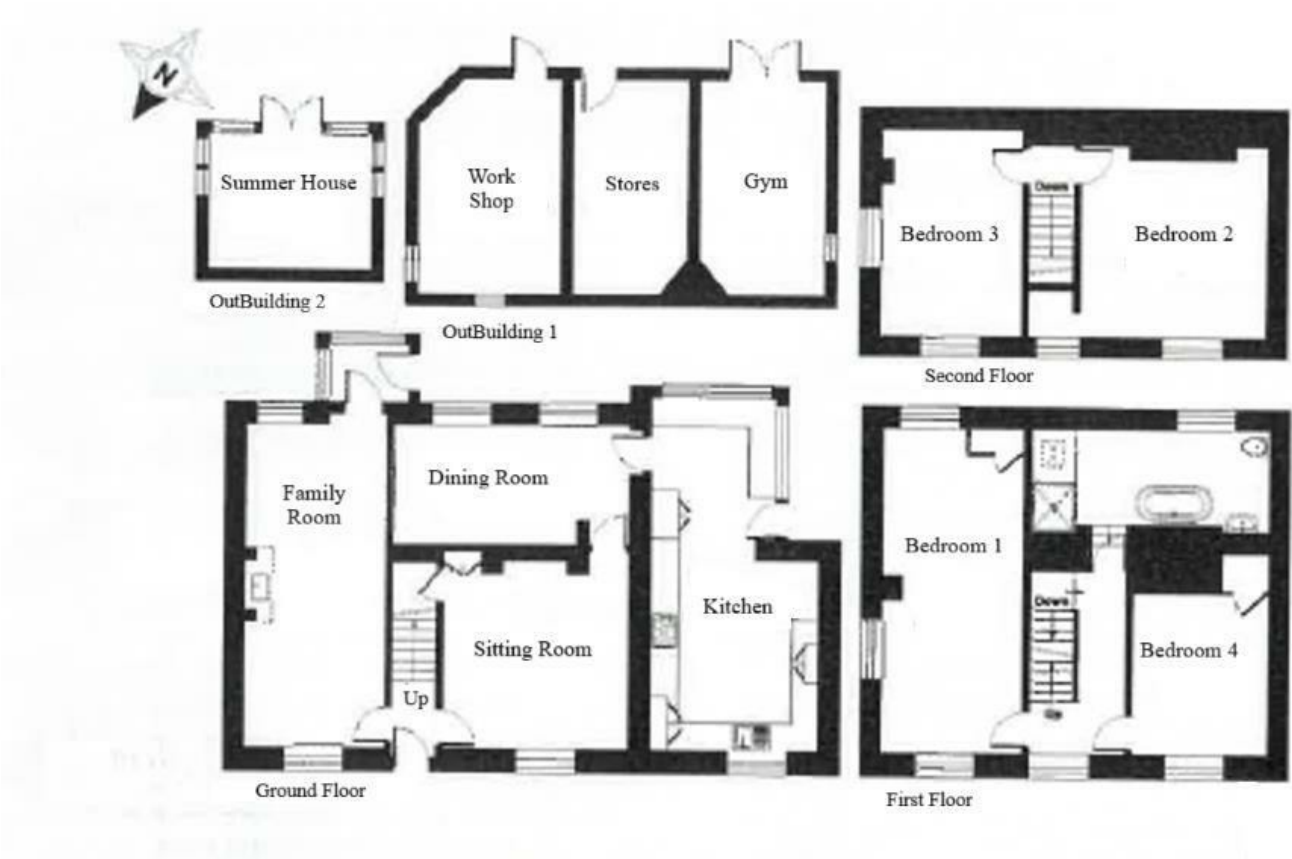 N
Summer House
OutBuilding 2
Work
Shop
Stores
Gym
OutBuilding 1
Down
Bedroom 3
Bedroom 2
Second Floor
Family
Room
Dining Room
Kitchen
Sitting Room
Up
Ground Floor
Bedroom 1
Down
Bedroom 4
Up
First Floor